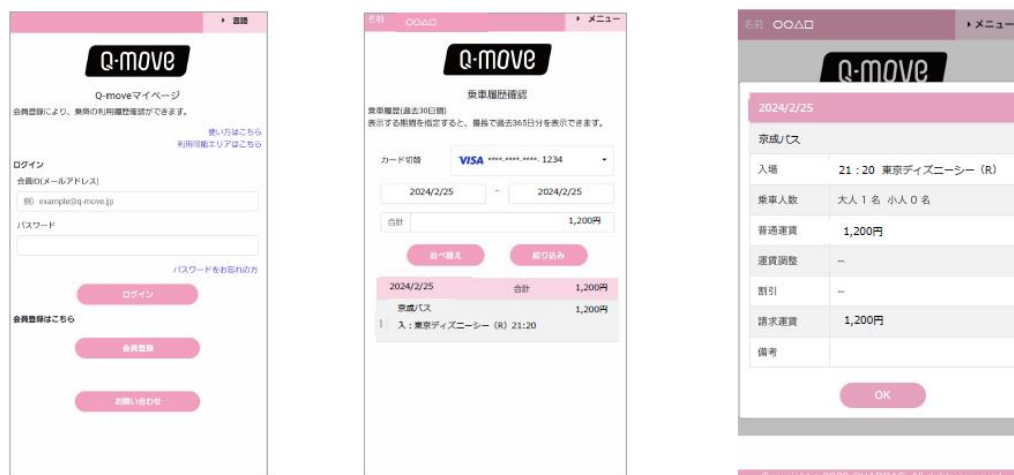 言語
Q-move
Q-moveマイページ
会員登録により、乗降の利用履歴確認ができます。
使い方はこちら
利用可能エリアはこちら
ログイン
会員ID(メールアドレス)
例) example@q-move.jp
パスワード
パスワードをお忘れの方
ログイン
会員登録はこちら
会員登録
お問い合わせ
名前 〇〇△□ メニュー
Q-move
乗車履歴確認
乗車履歴(過去30日間)
表示する期間を指定すると、最長で過去365日分を表示できます。
カード切替 VISA ****-****-****-1234
2024/2/25 ~ 2024/2/25
合計 1,200円
並べ替え 絞り込み
2024/2/25 合計 1,200円
京成バス 1,200円
入:東京ディズニーシー (R) 21:20
名前 〇〇△□ メニュー
Q-move
2024/2/25
京成バス
入場 21:20 東京ディズニーシー (R)
乗車人数 大人1名 小人0名
普通運賃 1,200円
運賃調整 --
割引 --
請求運賃 1,200円
備考
OK